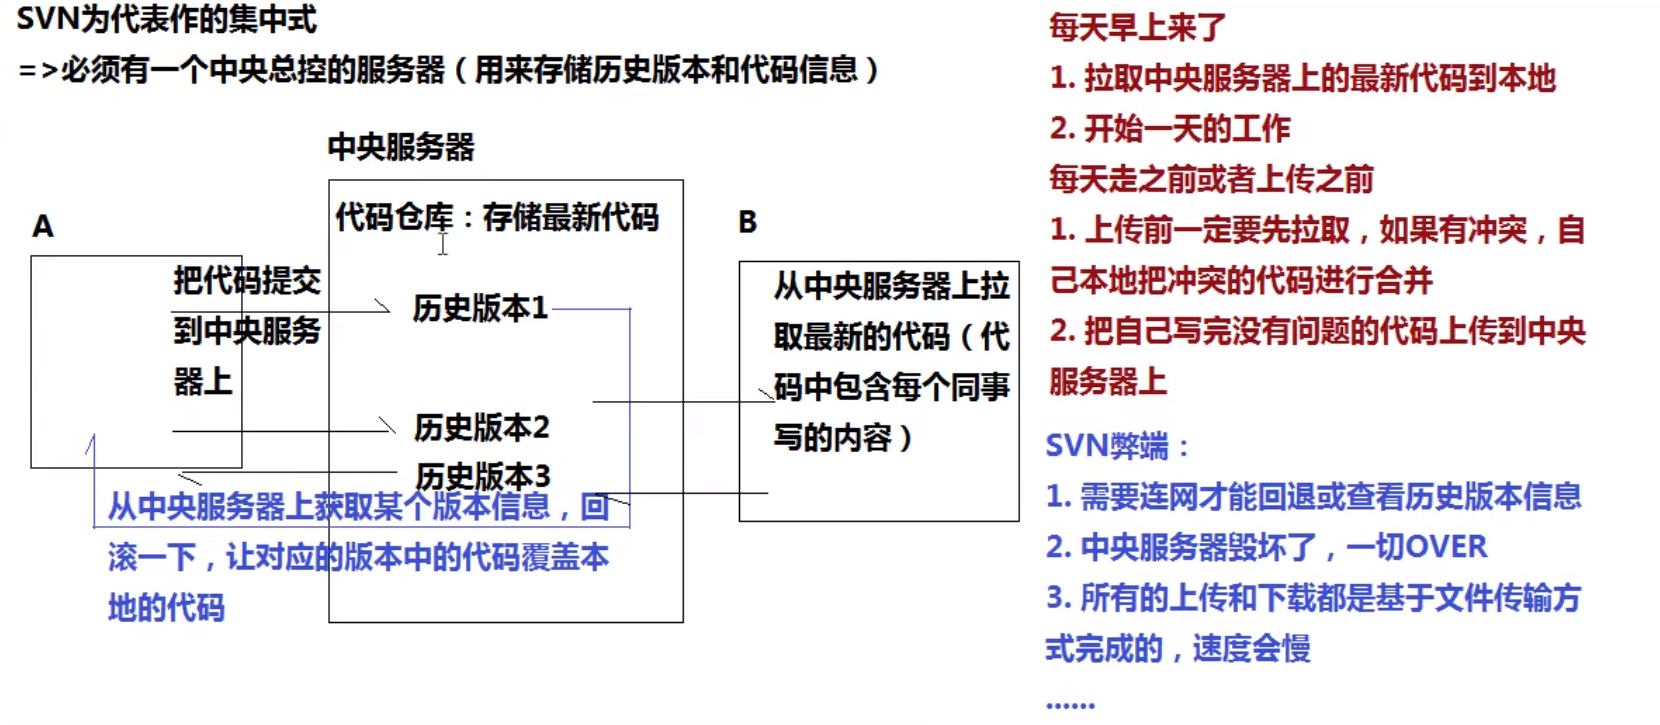 SVN为代表作的集中式
=>必须有一个中央总控的服务器（用来存储历史版本和代码信息）
中央服务器
A
把代码提交
到中央服务
器上
代码仓库：存储最新代码
历史版本1
历史版本2
历史版本3
从中央服务器上获取某个版本信息，回
滚一下，让对应的版本中的代码覆盖本
地的代码
B
从中央服务器上拉
取最新的代码（代
码中包含每个同事
写的内容）
每天早上来了
1. 拉取中央服务器上的最新代码到本地
2. 开始一天的工作
每天走之前或者上传之前
1. 上传前一定要先拉取，如果有冲突，自
己本地把冲突的代码进行合并
2. 把自己写完没有问题的代码上传到中央
服务器上
SVN弊端：
1. 需要连网才能回退或查看历史版本信息
2. 中央服务器毁坏了，一切OVER
3. 所有的上传和下载都是基于文件传输方
式完成的，速度会慢
......